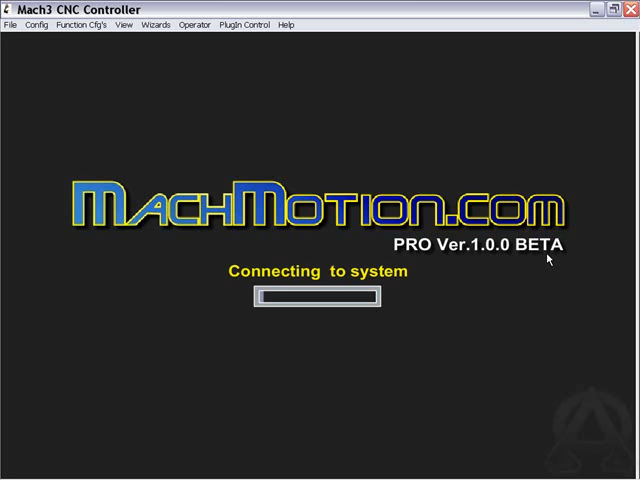 Mach3 CNC Controller
File Config Function Cfg's View Wizards Operator PlugIn Control Help
MACHMOTION.COM
PRO Ver.1.0.0 BETA
Connecting to system